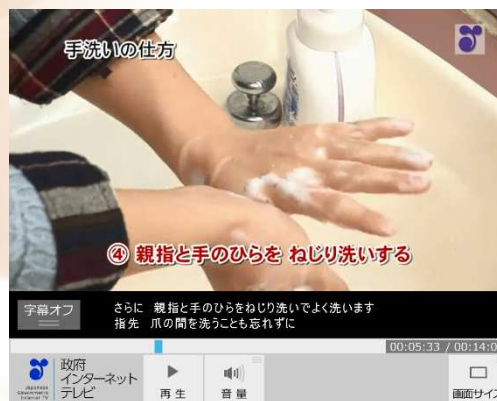 手洗いの仕方
④ 親指と手のひらを ねじり洗いする
字幕オフ
さらに 親指と手のひらをねじり洗いでよく洗います
指先 爪の間を洗うことも忘れずに
00:05:33 / 00:14:0
政府
インターネット
テレビ
Japanese
Government
Internet TV
再生
音量
画面サイズ